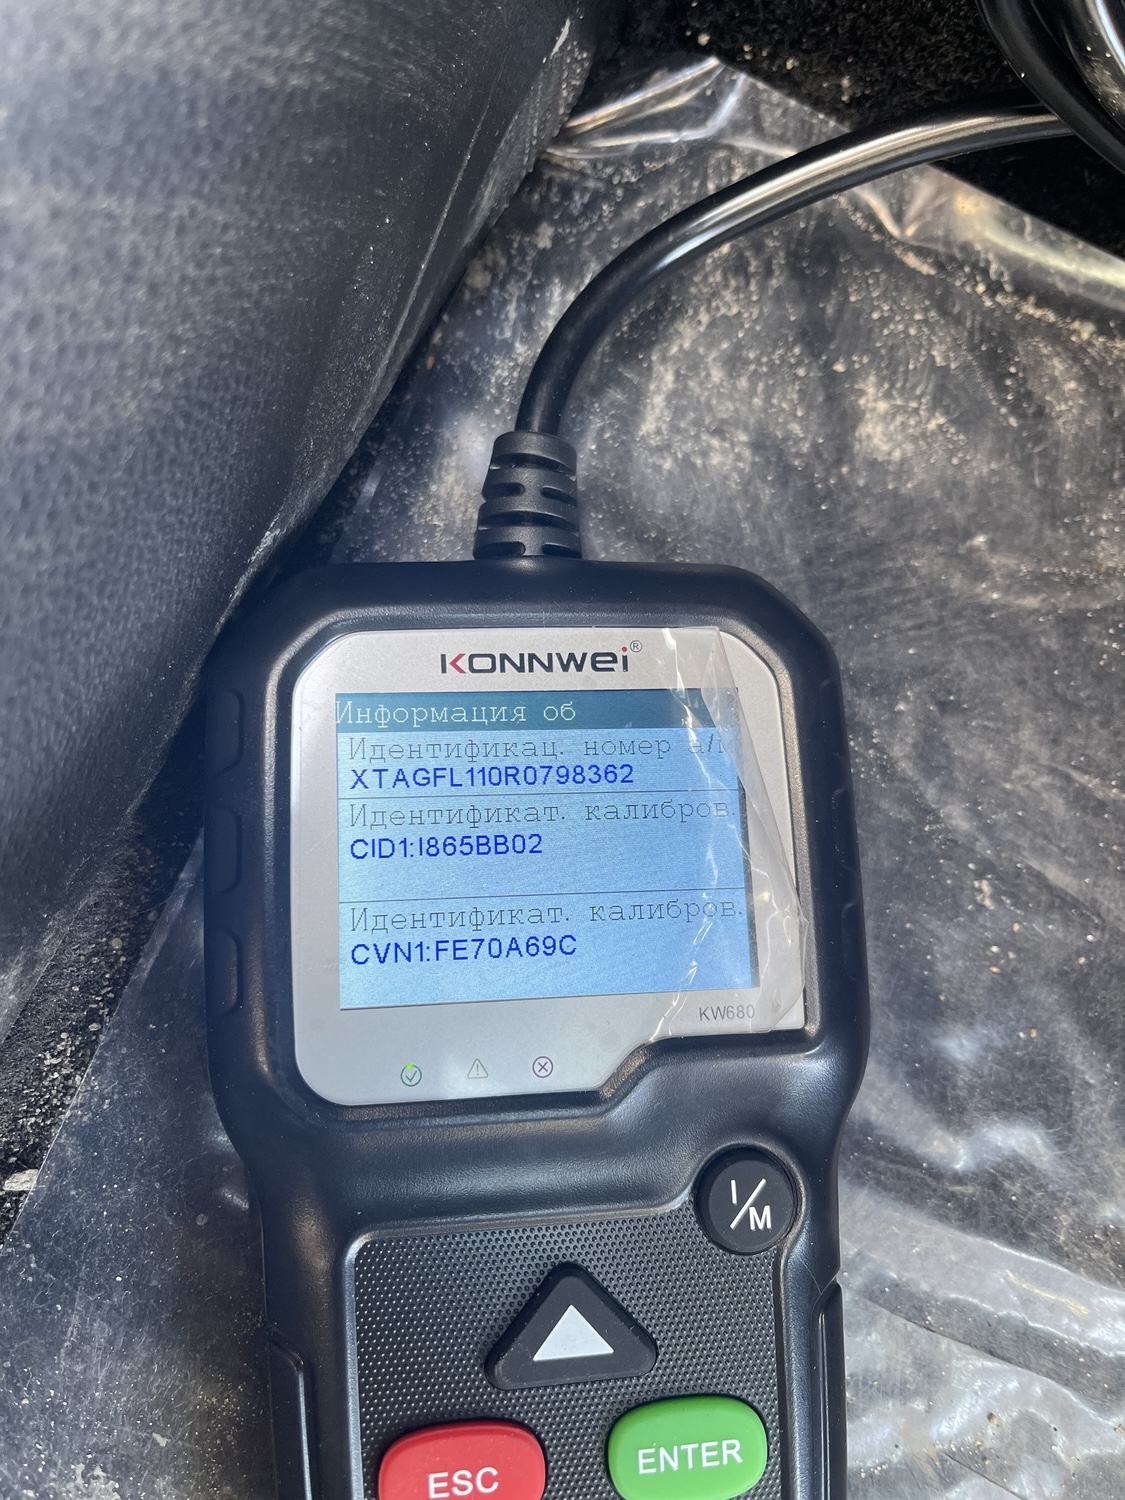 KONNWEI®
Информация об
Идентификац. номер а/м
XTAGFL110R0798362
Идентификат. калибров.
CID1:I865BB02
Идентификат. калибров.
CVN1:FE70A69C
KW680
I/M
ESC
ENTER